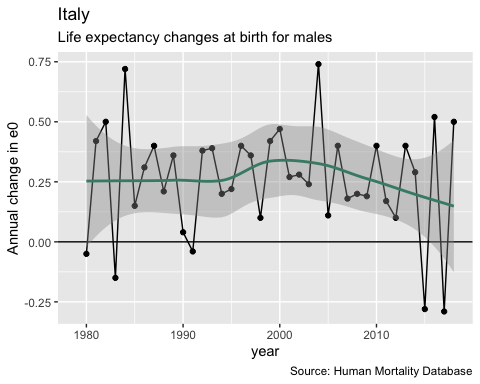 Italy
Life expectancy changes at birth for males
Annual change in e0
0.75
0.50
0.25
0.00
-0.25
1980
1990
2000
2010
year
Source: Human Mortality Database